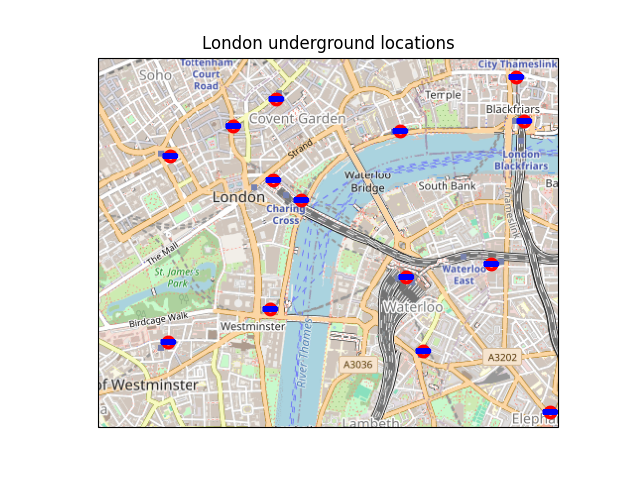 London underground locations
Soho
Tottenham
Court
Road
City Thameslink
Temple
Blackfriars
Covent Garden
Strand
London
Blackfriars
Waterloo
Bridge
South Bank
Ba
London
Charing
Cross
Thameslink
The Mall
St. James's
Park
Waterloo
East
Waterloo
Birdcage Walk
Westminster
River Thames
A3036
A3202
of Westminster
Lambeth
Elepha